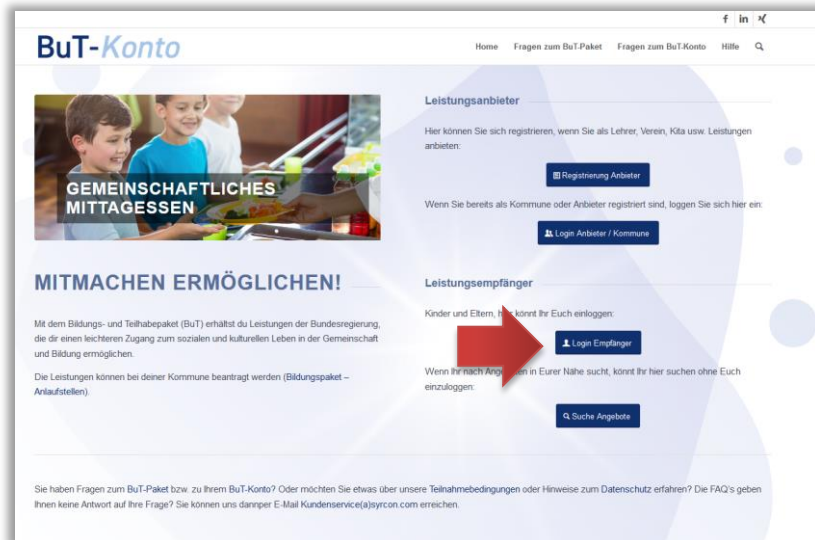 BuT-Konto
Home Fragen zum BuT-Paket Fragen zum BuT-Konto Hilfe
GEMEINSCHAFTLICHES
MITTAGESSEN
MITMACHEN ERMÖGLICHEN!
Mit dem Bildungs- und Teilhabepaket (BuT) erhältst du Leistungen der Bundesregierung,
die dir einen leichteren Zugang zum sozialen und kulturellen Leben in der Gemeinschaft
und Bildung ermöglichen.
Die Leistungen können bei deiner Kommune beantragt werden (Bildungspaket –
Anlaufstellen).
Leistungsanbieter
Hier können Sie sich registrieren, wenn Sie als Lehrer, Verein, Kita usw. Leistungen
anbieten:
Registrierung Anbieter
Wenn Sie bereits als Kommune oder Anbieter registriert sind, loggen Sie sich hier ein:
Login Anbieter / Kommune
Leistungsempfänger
Kinder und Eltern, könnt Ihr Euch einloggen:
Login Empfänger
Wenn Ihr nach in Eurer Nähe sucht, könnt Ihr hier suchen ohne Euch
einzuloggen:
Suche Angebote
Sie haben Fragen zum BuT-Paket bzw. zu Ihrem BuT-Konto? Oder möchten Sie etwas über unsere Teilnahmebedingungen oder Hinweise zum Datenschutz erfahren? Die FAQ's geben
Ihnen keine Antwort auf Ihre Frage? Sie können uns dannper E-Mail Kundenservice(a)syrcon.com erreichen.